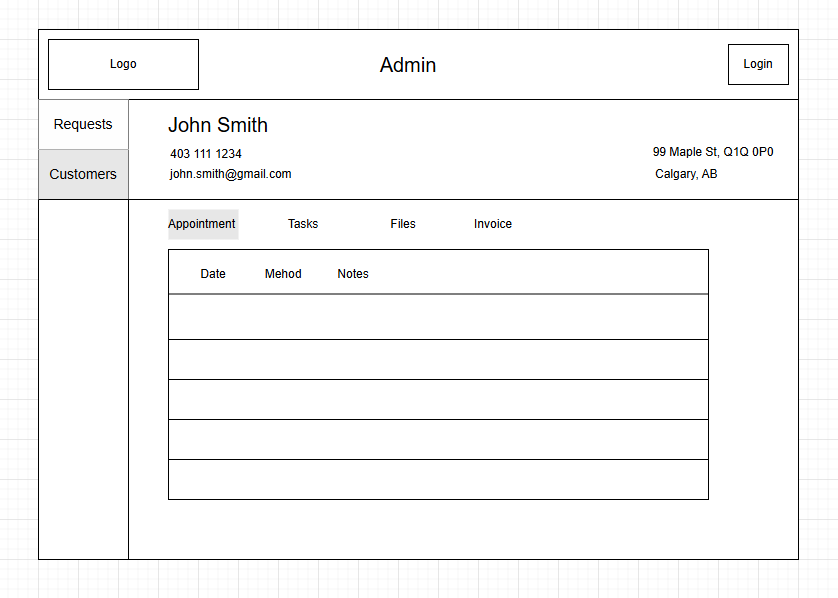 Logo
Admin
Login
Requests
Customers
John Smith
403 111 1234
john.smith@gmail.com
99 Maple St, Q1Q 0P0
Calgary, AB
Appointment Tasks Files Invoice
Date Mehod Notes